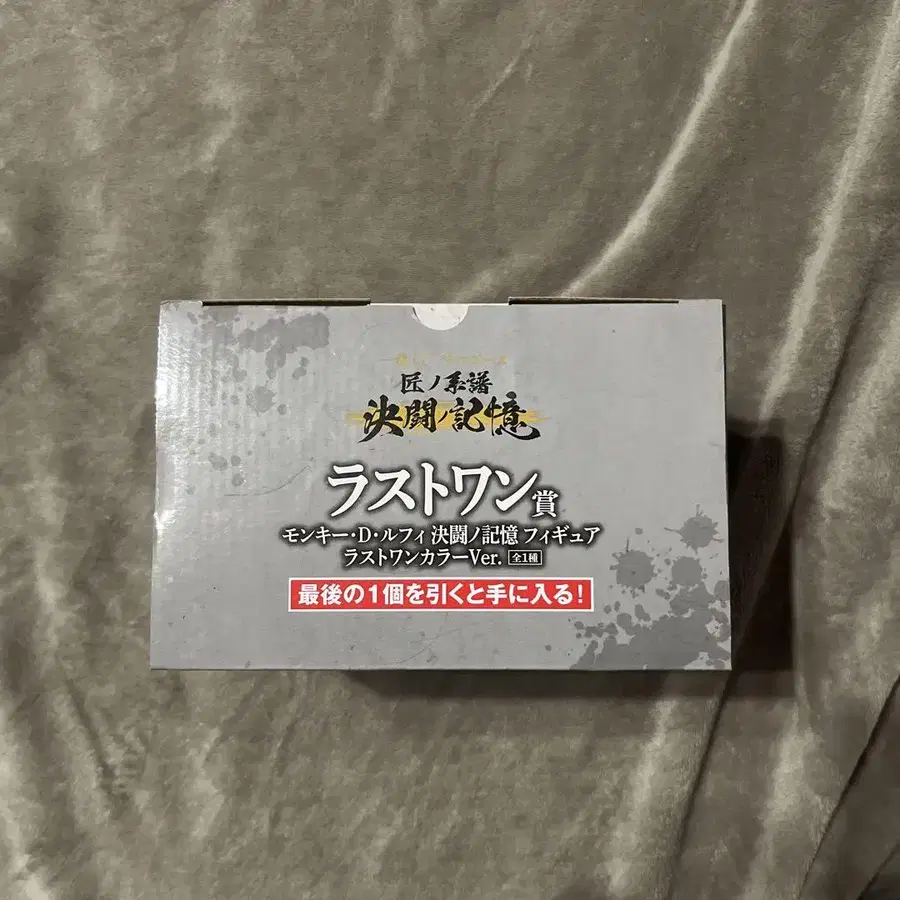 匠ノ系譜
決闘ノ記憶
ラストワン賞
モンキー・D・ルフィ 決闘ノ記憶 フィギュア
ラストワンカラーVer. 全1種
最後の1個を引くと手に入る!